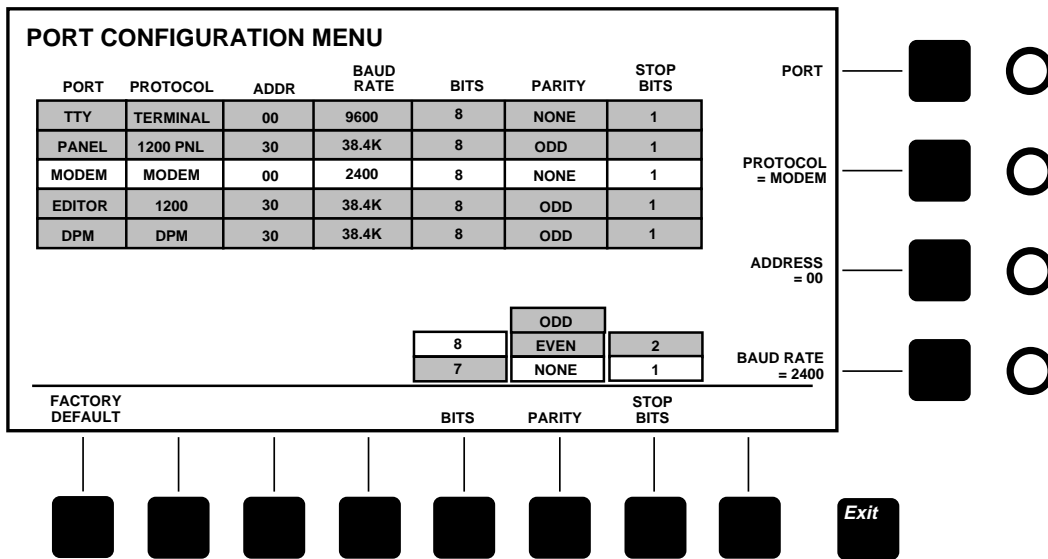 PORT CONFIGURATION MENU
PORT PROTOCOL ADDR BAUD RATE BITS PARITY STOP BITS
TTY TERMINAL 00 9600 8 NONE 1
PANEL 1200 PNL 30 38.4K 8 ODD 1
MODEM MODEM 00 2400 8 NONE 1
EDITOR 1200 30 38.4K 8 ODD 1
DPM DPM 30 38.4K 8 ODD 1
PORT
PROTOCOL
= MODEM
ADDRESS
= 00
BAUD RATE
= 2400
ODD
8 EVEN 2
7 NONE 1
FACTORY DEFAULT BITS PARITY STOP BITS
Exit